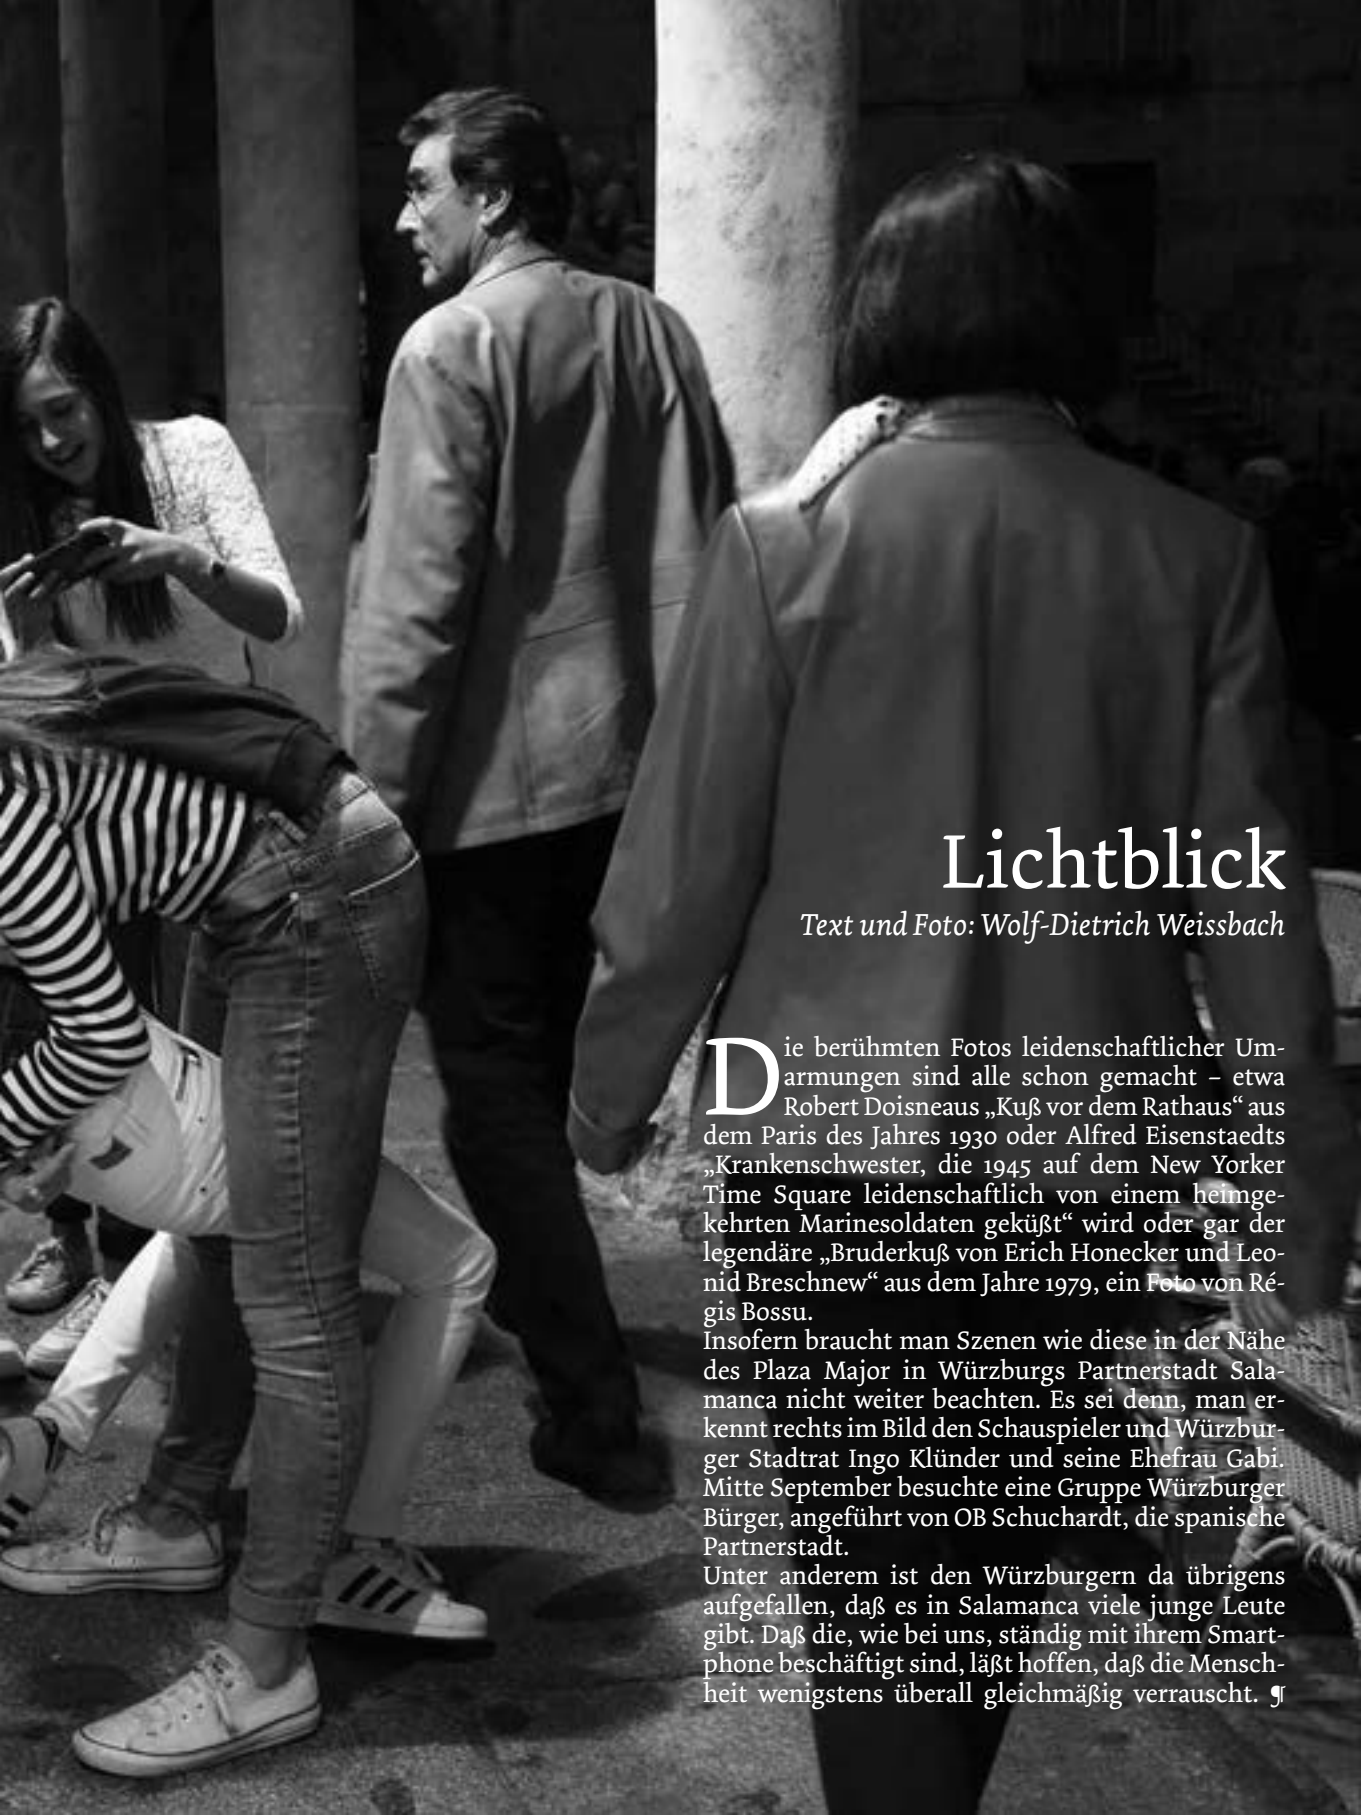 Lichtblick
Text und Foto: Wolf-Dietrich Weissbach
Die berühmten Fotos leidenschaftlicher Um-
armungen sind alle schon gemacht – etwa
Robert Doisneaus „Kuß vor dem Rathaus“ aus
dem Paris des Jahres 1930 oder Alfred Eisenstaedts
„Krankenschwester, die 1945 auf dem New Yorker
Time Square leidenschaftlich von einem heimge-
kehrten Marinesoldaten geküßt“ wird oder gar der
legendäre „Bruderkuß von Erich Honecker und Leo-
nid Breschnew“ aus dem Jahre 1979, ein Foto von Ré-
gis Bossu.
Insofern braucht man Szenen wie diese in der Nähe
des Plaza Major in Würzburgs Partnerstadt Sala-
manca nicht weiter beachten. Es sei denn, man er-
kennt rechts im Bild den Schauspieler und Würzbur-
ger Stadtrat Ingo Klünder und seine Ehefrau Gabi.
Mitte September besuchte eine Gruppe Würzburger
Bürger, angeführt von OB Schuchardt, die spanische
Partnerstadt.
Unter anderem ist den Würzburgern da übrigens
aufgefallen, daß es in Salamanca viele junge Leute
gibt. Daß die, wie bei uns, ständig mit ihrem Smart-
phone beschäftigt sind, läßt hoffen, daß die Mensch-
heit wenigstens überall gleichmäßig verrauscht. ¶